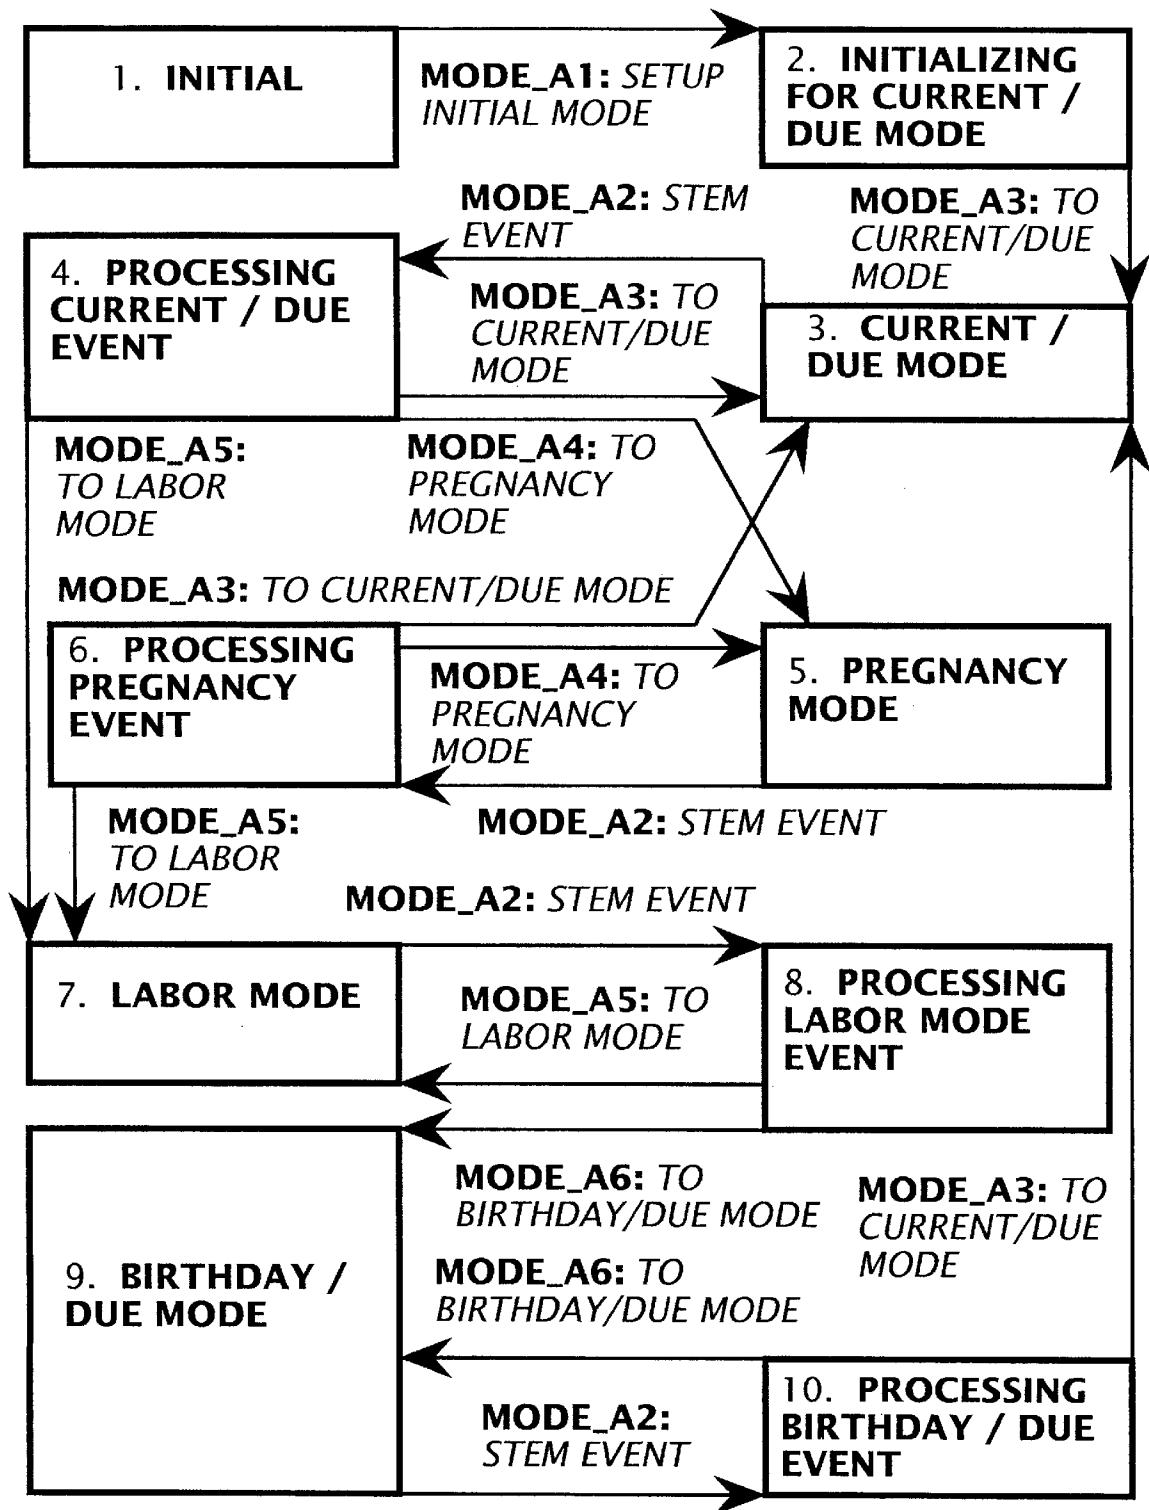 1. INITIAL
MODE_A1: SETUP
INITIAL MODE
2. INITIALIZING
FOR CURRENT /
DUE MODE
MODE_A2: STEM
EVENT
MODE_A3: TO
CURRENT/DUE
MODE
4. PROCESSING
CURRENT / DUE
EVENT
MODE_A3: TO
CURRENT/DUE
MODE
3. CURRENT /
DUE MODE
MODE_A5:
TO LABOR
MODE
MODE_A4: TO
PREGNANCY
MODE
MODE_A3: TO CURRENT/DUE MODE
6. PROCESSING
PREGNANCY
EVENT
MODE_A4: TO
PREGNANCY
MODE
5. PREGNANCY
MODE
MODE_A5:
TO LABOR
MODE
MODE_A2: STEM EVENT
MODE_A2: STEM EVENT
7. LABOR MODE
MODE_A5: TO
LABOR MODE
8. PROCESSING
LABOR MODE
EVENT
MODE_A6: TO
BIRTHDAY/DUE MODE
MODE_A3: TO
CURRENT/DUE
MODE
9. BIRTHDAY /
DUE MODE
MODE_A6: TO
BIRTHDAY/DUE MODE
MODE_A2:
STEM EVENT
10. PROCESSING
BIRTHDAY / DUE
EVENT